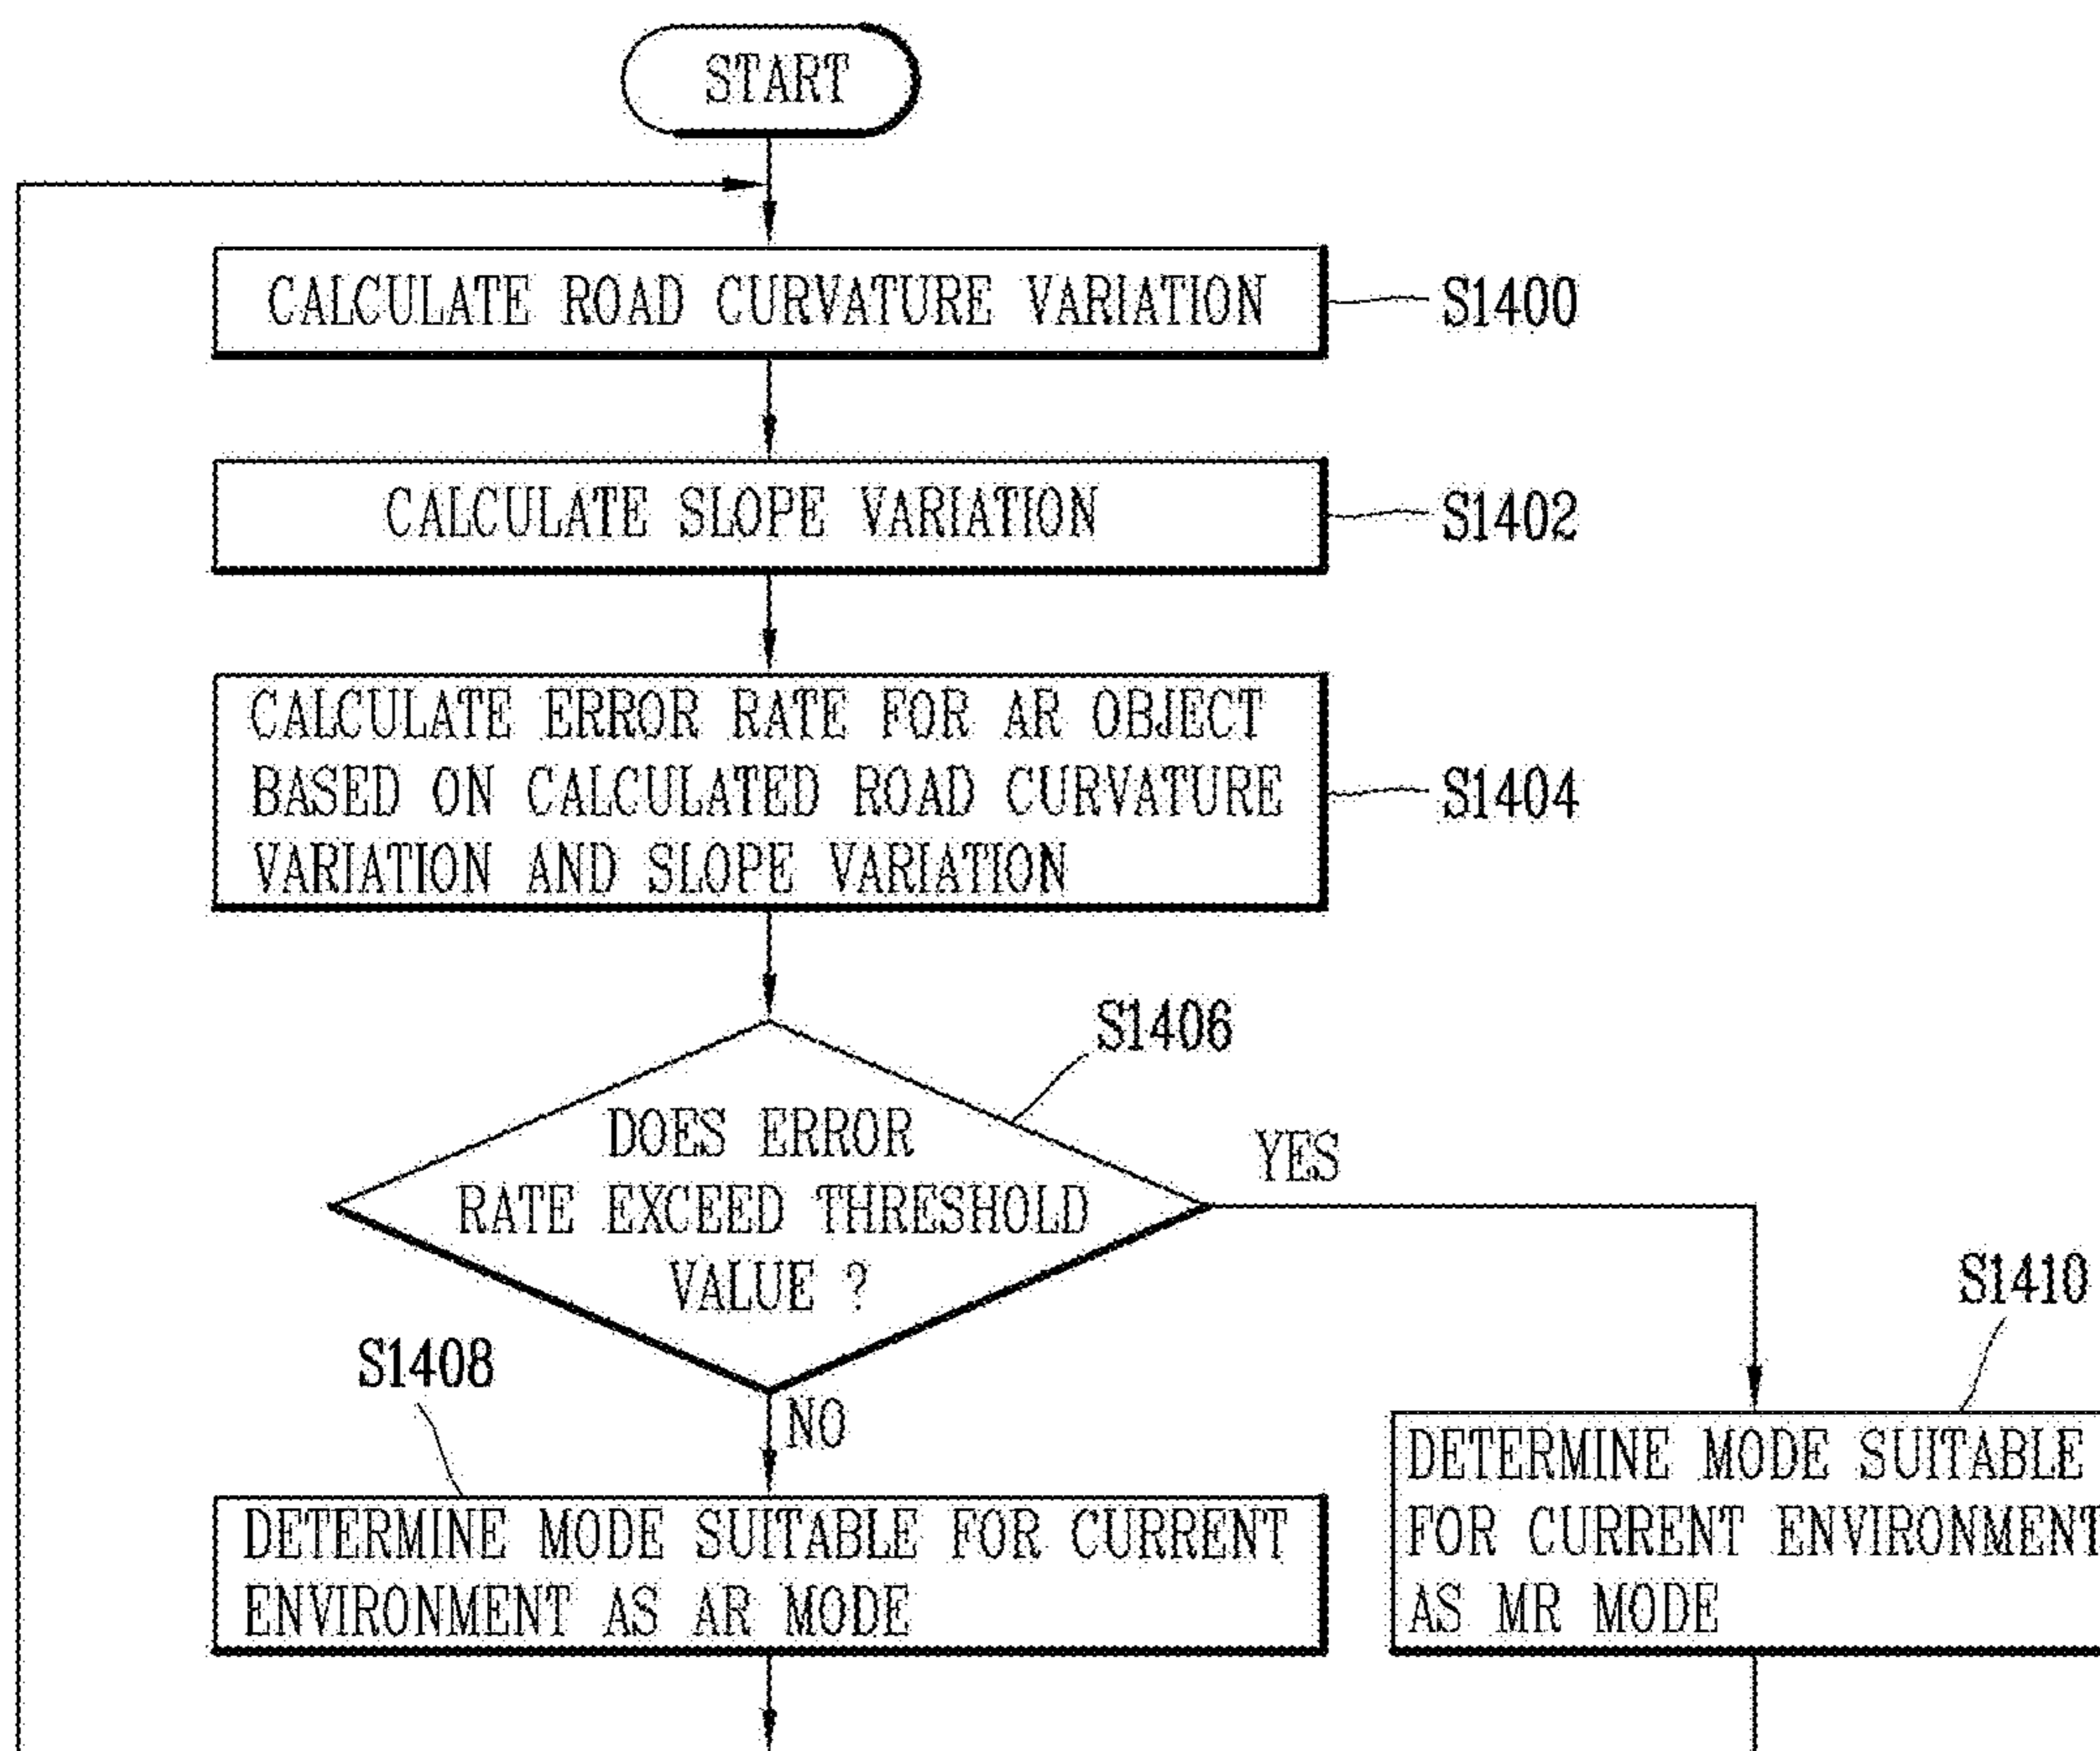 START
CALCULATE ROAD CURVATURE VARIATION
S1400
CALCULATE SLOPE VARIATION
S1402
CALCULATE ERROR RATE FOR AR OBJECT
BASED ON CALCULATED ROAD CURVATURE
VARIATION AND SLOPE VARIATION
S1404
S1406
DOES ERROR
RATE EXCEED THRESHOLD
VALUE ?
YES
NO
S1408
DETERMINE MODE SUITABLE FOR CURRENT
ENVIRONMENT AS AR MODE
S1410
DETERMINE MODE SUITABLE
FOR CURRENT ENVIRONMENT
AS MR MODE